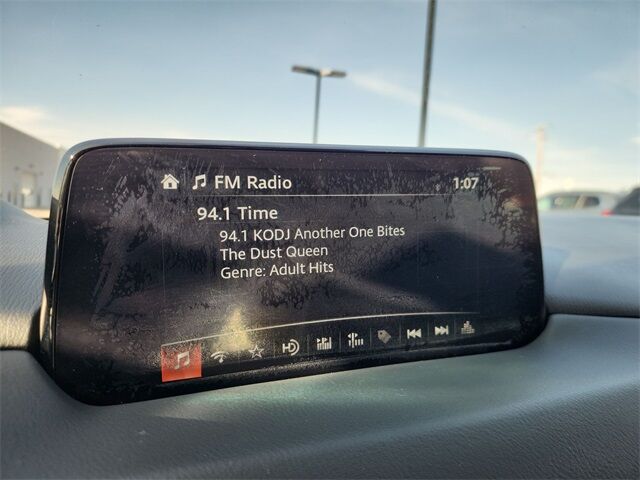 FM Radio 1:07
94.1 Time
94.1 KODJ Another One Bites
The Dust Queen
Genre: Adult Hits
HD